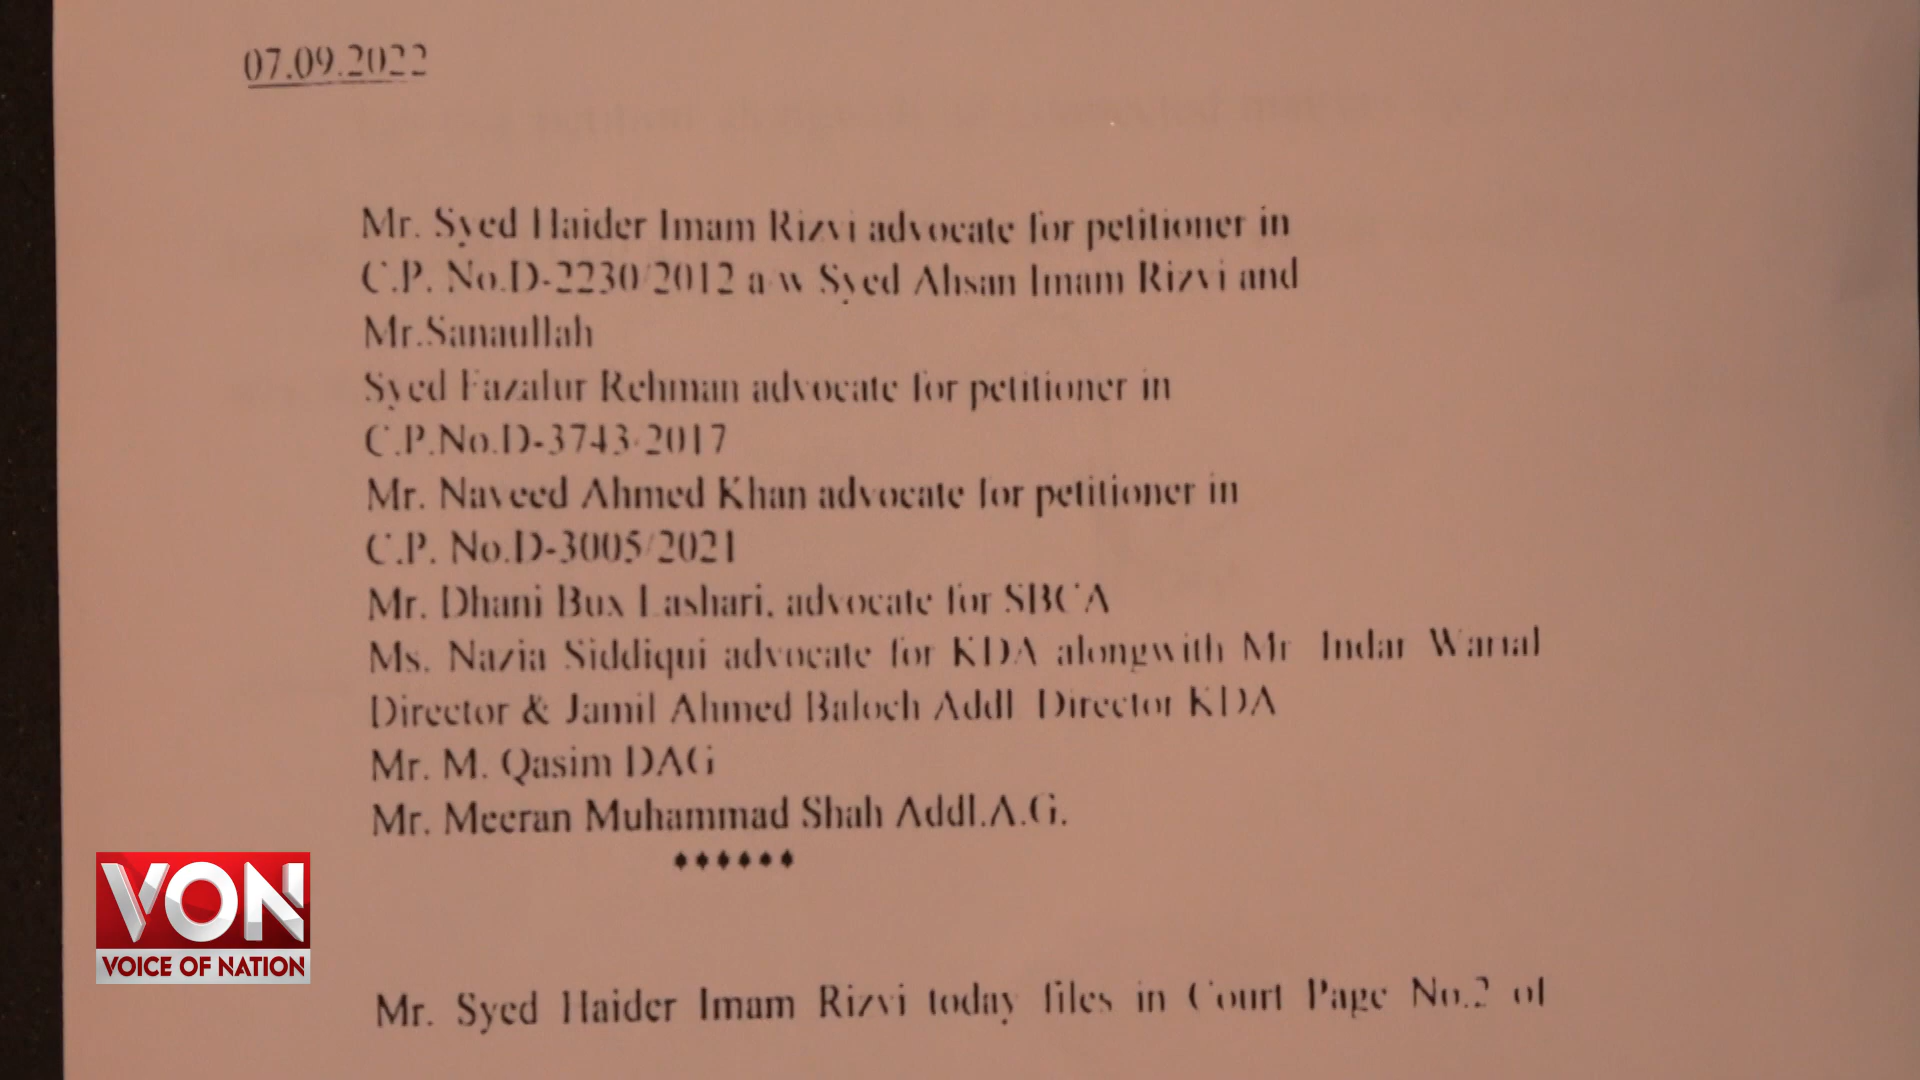 07.09.2022
Mr. Syed Haider Imam Rizvi advocate for petitioner in
C.P. No.D-2230/2012 a/w Syed Ahsan Imam Rizvi and
Mr.Sanaullah
Syed Fazalur Rehman advocate for petitioner in
C.P.No.D-3743/2017
Mr. Naveed Ahmed Khan advocate for petitioner in
C.P. No.D-3005/2021
Mr. Dhani Bux Lashari, advocate for SBCA
Ms. Nazia Siddiqui advocate for KDA alongwith Mr Indar
Director & Jamil Ahmed Baloch Addl Director KDA
Mr. M. Qasim DAG
Mr. Meeran Muhammad Shah Addl.A.G.
♦♦♦♦♦♦
Mr. Syed Haider Imam Rizvi today files in Court Page No.2 of
VON
VOICE OF NATION